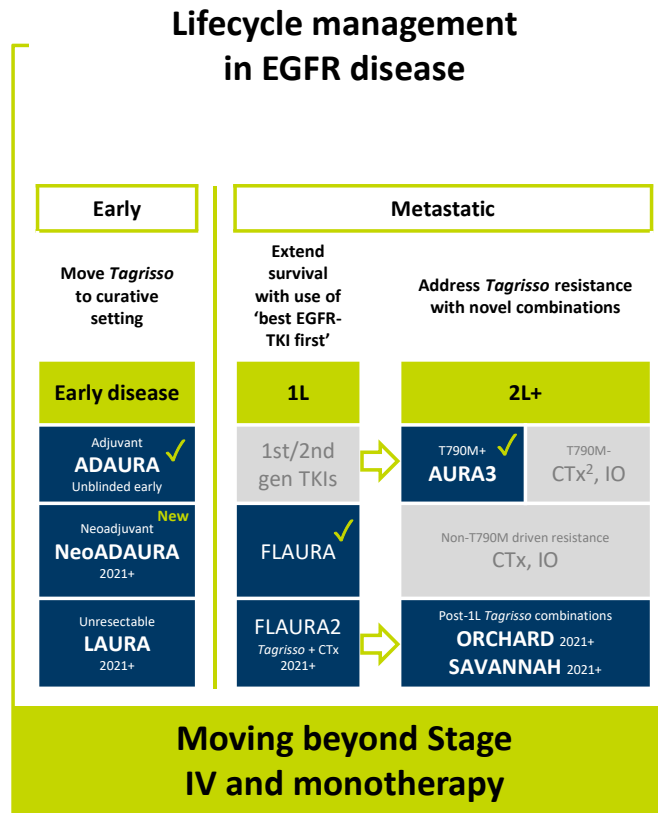 Lifecycle management
in EGFR disease
Early
Metastatic
Move Tagrisso
to curative
setting
Extend
survival
with use of
‘best EGFR-
TKI first’
Address Tagrisso resistance
with novel combinations
Early disease
1L
2L+
Adjuvant
ADAURA
Unblinded early
1st/2nd
gen TKIs
T790M+
AURA3
T790M-
CTx², IO
New
Neoadjuvant
NeoADAURA
2021+
FLAURA
Non-T790M driven resistance
CTx, IO
Unresectable
LAURA
2021+
FLAURA2
Tagrisso + CTx
2021+
Post-1L Tagrisso combinations
ORCHARD 2021+
SAVANNAH 2021+
Moving beyond Stage
IV and monotherapy